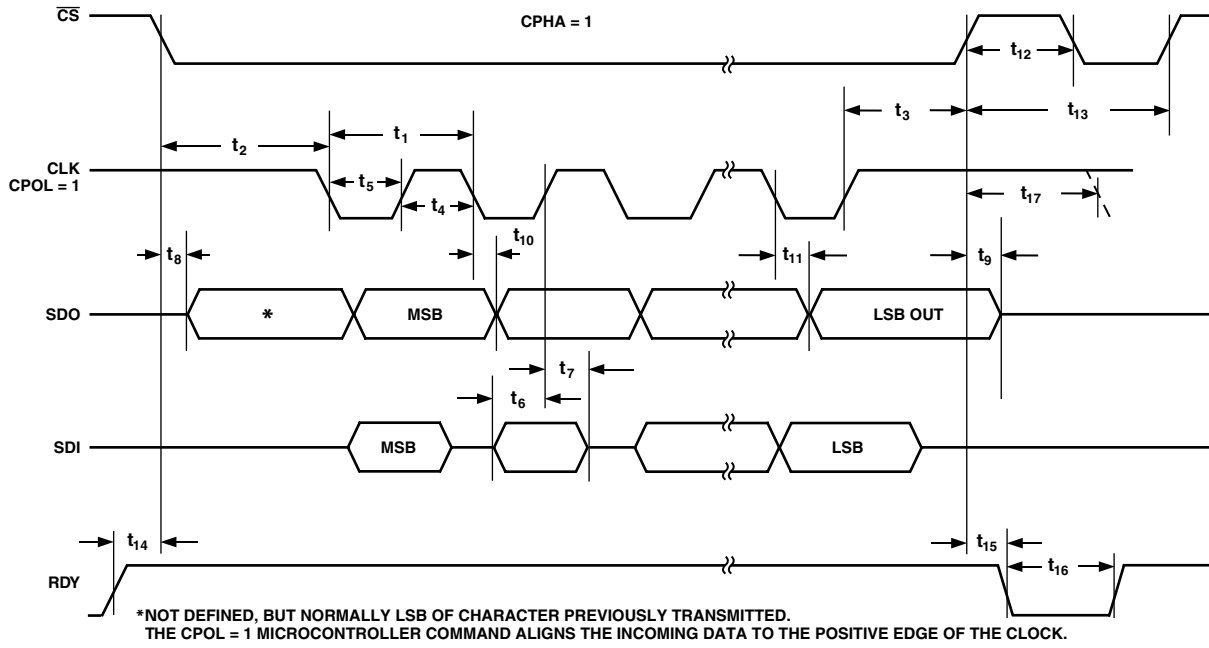 CS
CPHA = 1
t12
t3
t13
t1
t2
CLK
CPOL = 1
t5
t4
t17
t10
t8
t11
t9
SDO
*
MSB
LSB OUT
t7
t6
SDI
MSB
LSB
t14
t15
t16
RDY
*NOT DEFINED, BUT NORMALLY LSB OF CHARACTER PREVIOUSLY TRANSMITTED.
THE CPOL = 1 MICROCONTROLLER COMMAND ALIGNS THE INCOMING DATA TO THE POSITIVE EDGE OF THE CLOCK.